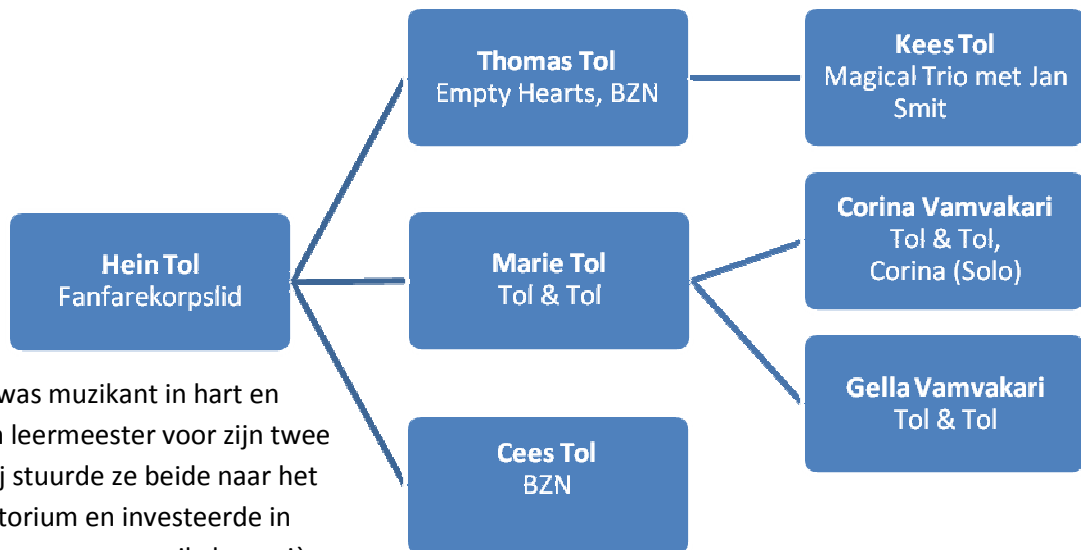 Thomas Tol
Empty Hearts, BZN
Kees Tol
Magical Trio met Jan
Smit
Hein Tol
Fanfarekorpslid
Marie Tol
Tol & Tol
Corina Vamvakari
Tol & Tol,
Corina (Solo)
Gella Vamvakari
Tol & Tol
Cees Tol
BZN
was muzikant in hart en
leermeester voor zijn twee
stuurde ze beide naar het
en investeerde in